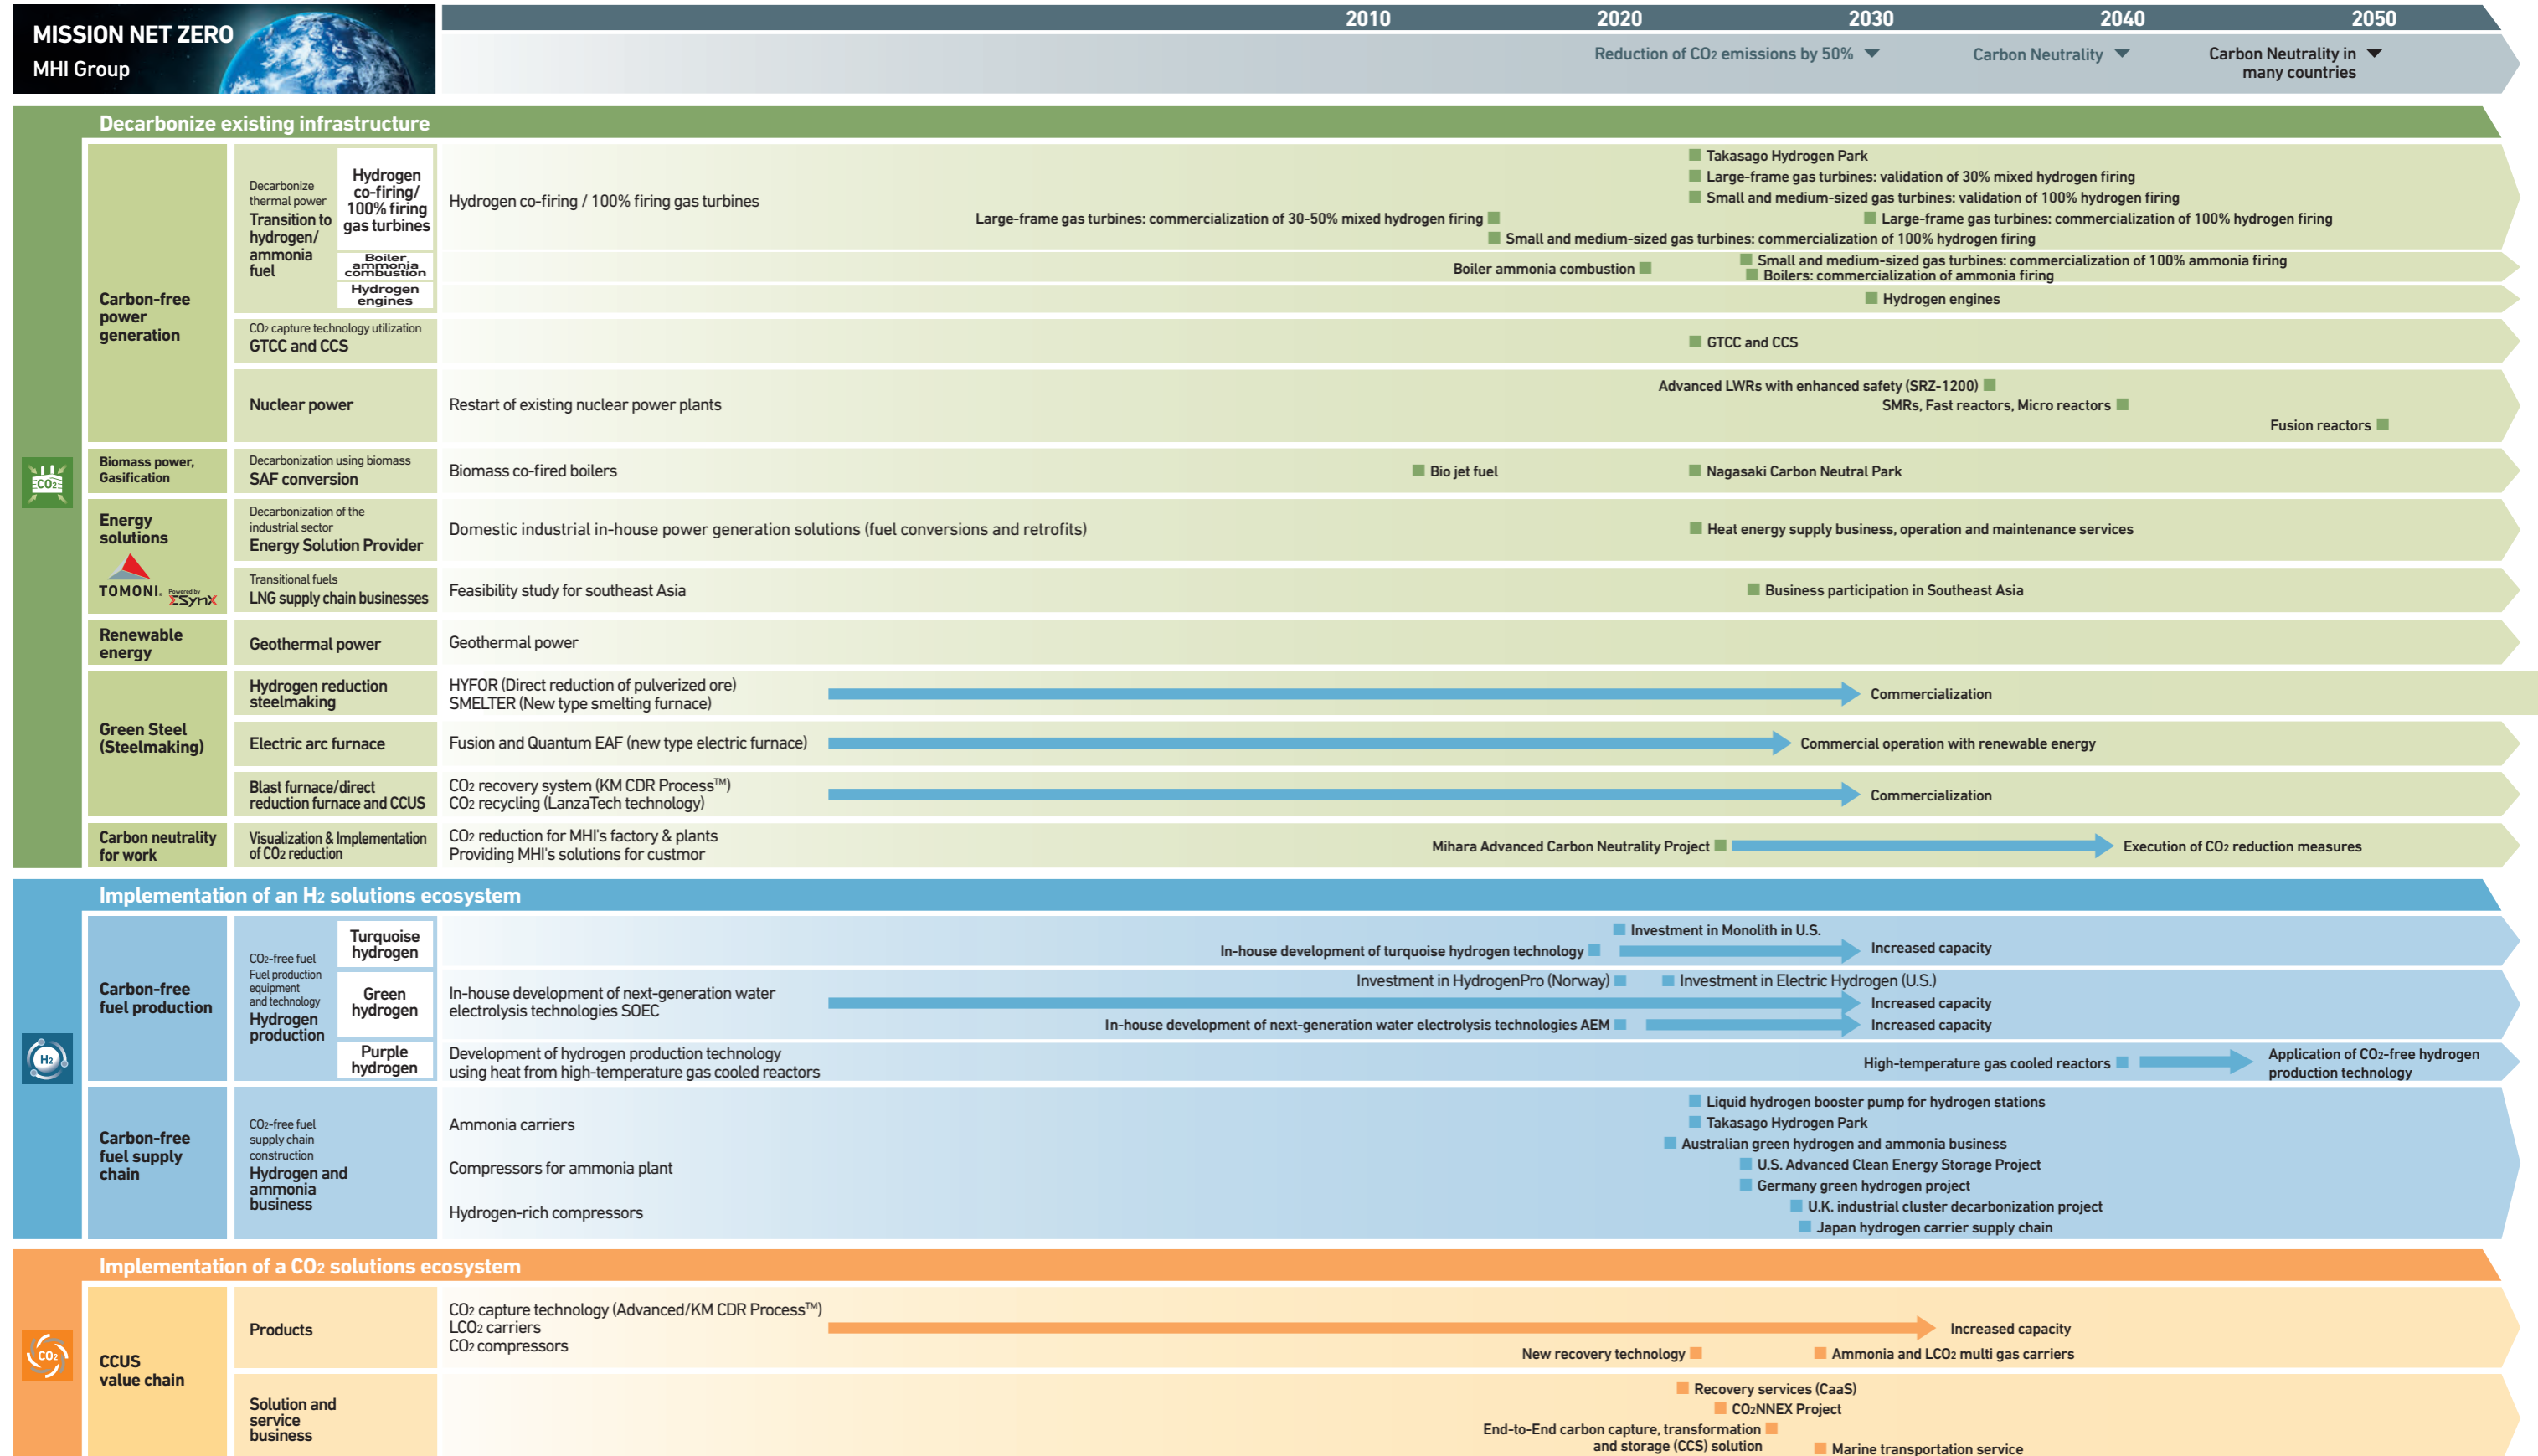 MISSION NET ZERO
MHI Group
2010
2020
2030
2040
2050
Reduction of CO2 emissions by 50%
Carbon Neutrality
Carbon Neutrality in
many countries
Decarbonize existing infrastructure
Carbon-free
power
generation
Decarbonize
thermal power
Transition to
hydrogen/
ammonia
fuel
Hydrogen
co-firing/
100% firing
gas turbines
Hydrogen co-firing / 100% firing gas turbines
Takasago Hydrogen Park
Large-frame gas turbines: validation of 30% mixed hydrogen firing
Small and medium-sized gas turbines: validation of 100% hydrogen firing
Large-frame gas turbines: commercialization of 30-50% mixed hydrogen firing
Large-frame gas turbines: commercialization of 100% hydrogen firing
Small and medium-sized gas turbines: commercialization of 100% hydrogen firing
Boiler
ammonia
combustion
Boiler ammonia combustion
Small and medium-sized gas turbines: commercialization of 100% ammonia firing
Boilers: commercialization of ammonia firing
Hydrogen
engines
Hydrogen engines
CO2 capture technology utilization
GTCC and CCS
GTCC and CCS
Nuclear power
Restart of existing nuclear power plants
Advanced LWRs with enhanced safety (SRZ-1200)
SMRs, Fast reactors, Micro reactors
Fusion reactors
CO2
Biomass power,
Gasification
Decarbonization using biomass
SAF conversion
Biomass co-fired boilers
Bio jet fuel
Nagasaki Carbon Neutral Park
Energy
solutions
TOMONI.
Powered by
ΣSynX
Decarbonization of the
industrial sector
Energy Solution Provider
Domestic industrial in-house power generation solutions (fuel conversions and retrofits)
Heat energy supply business, operation and maintenance services
Transitional fuels
LNG supply chain businesses
Feasibility study for southeast Asia
Business participation in Southeast Asia
Renewable
energy
Geothermal power
Geothermal power
Green Steel
(Steelmaking)
Hydrogen reduction
steelmaking
HYFOR (Direct reduction of pulverized ore)
SMELTER (New type smelting furnace)
Commercialization
Electric arc furnace
Fusion and Quantum EAF (new type electric furnace)
Commercial operation with renewable energy
Blast furnace/direct
reduction furnace and CCUS
CO2 recovery system (KM CDR Process™)
CO2 recycling (LanzaTech technology)
Commercialization
Carbon neutrality
for work
Visualization & Implementation
of CO2 reduction
CO2 reduction for MHI's factory & plants
Providing MHI's solutions for custmor
Mihara Advanced Carbon Neutrality Project
Execution of CO2 reduction measures
Implementation of an H2 solutions ecosystem
H2
Carbon-free
fuel production
CO2-free fuel
Fuel production
equipment
and technology
Hydrogen
production
Turquoise
hydrogen
Investment in Monolith in U.S.
In-house development of turquoise hydrogen technology
Increased capacity
Green
hydrogen
In-house development of next-generation water
electrolysis technologies SOEC
Investment in HydrogenPro (Norway)
Investment in Electric Hydrogen (U.S.)
Increased capacity
In-house development of next-generation water electrolysis technologies AEM
Increased capacity
Purple
hydrogen
Development of hydrogen production technology
using heat from high-temperature gas cooled reactors
High-temperature gas cooled reactors
Application of CO2-free hydrogen
production technology
Carbon-free
fuel supply
chain
CO2-free fuel
supply chain
construction
Hydrogen and
ammonia
business
Ammonia carriers
Compressors for ammonia plant
Hydrogen-rich compressors
Liquid hydrogen booster pump for hydrogen stations
Takasago Hydrogen Park
Australian green hydrogen and ammonia business
U.S. Advanced Clean Energy Storage Project
Germany green hydrogen project
U.K. industrial cluster decarbonization project
Japan hydrogen carrier supply chain
Implementation of a CO2 solutions ecosystem
CO2
CCUS
value chain
Products
CO2 capture technology (Advanced/KM CDR Process™)
LCO2 carriers
CO2 compressors
Increased capacity
New recovery technology
Ammonia and LCO2 multi gas carriers
Solution and
service
business
Recovery services (CaaS)
CO2NNEX Project
End-to-End carbon capture, transformation
and storage (CCS) solution
Marine transportation service